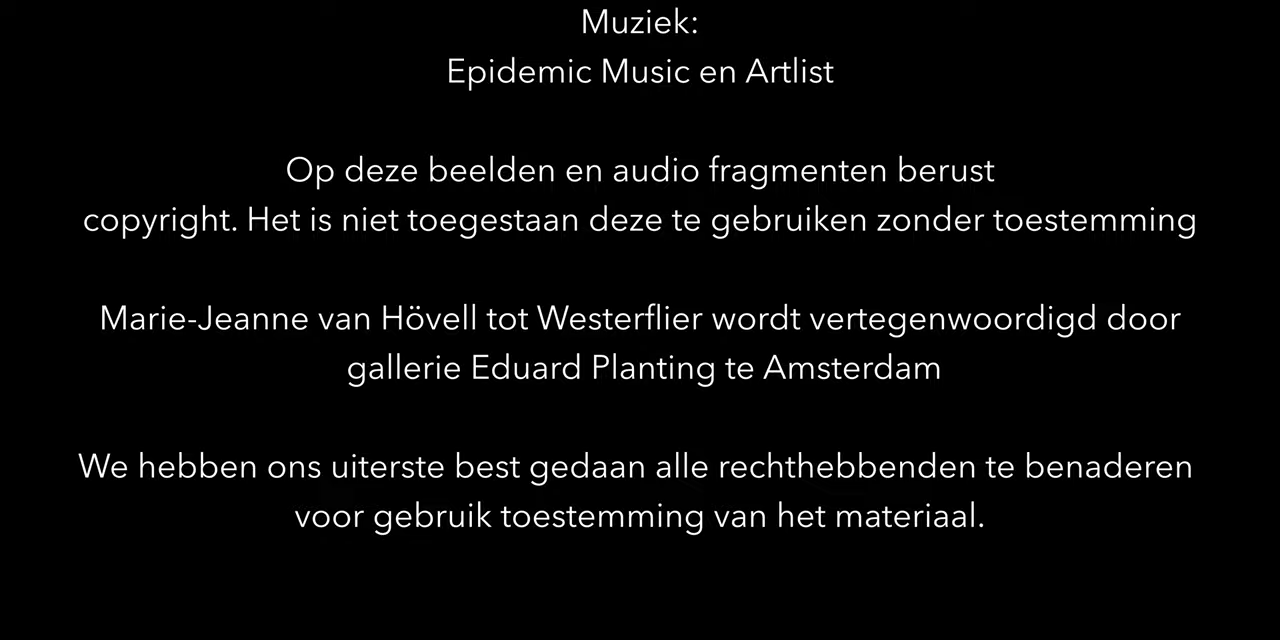 Muziek:
Epidemic Music en Artlist
Op deze beelden en audio fragmenten berust
copyright. Het is niet toegestaan deze te gebruiken zonder toestemming
Marie-Jeanne van Hövell tot Westerflier wordt vertegenwoordigd door
gallerie Eduard Planting te Amsterdam
We hebben ons uiterste best gedaan alle rechthebbenden te benaderen
voor gebruik toestemming van het materiaal.